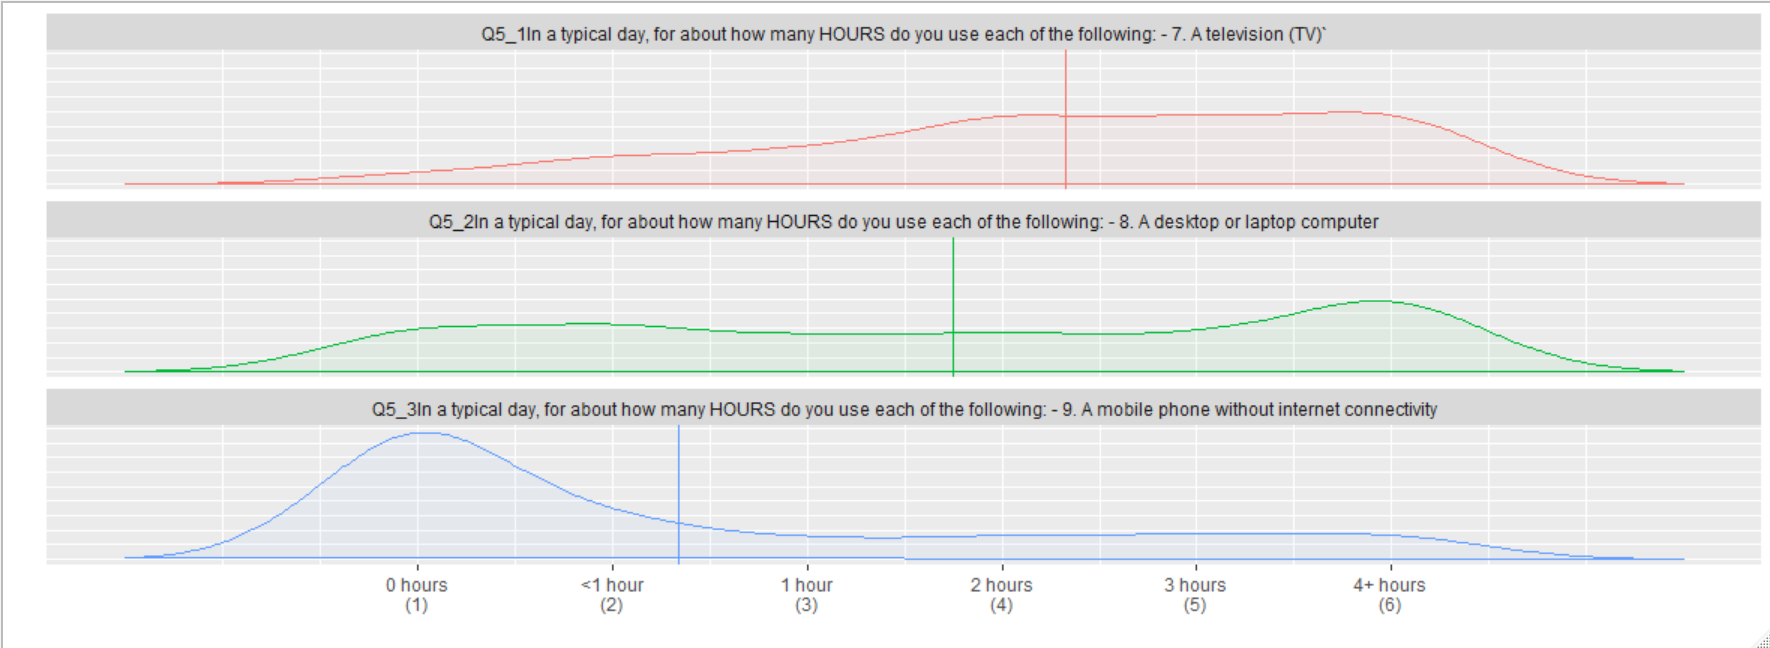 Q5_1In a typical day, for about how many HOURS do you use each of the following: - 7. A television (TV)`
Q5_2In a typical day, for about how many HOURS do you use each of the following: - 8. A desktop or laptop computer
Q5_3In a typical day, for about how many HOURS do you use each of the following: - 9. A mobile phone without internet connectivity
0 hours <1 hour 1 hour 2 hours 3 hours 4+ hours
(1) (2) (3) (4) (5) (6)